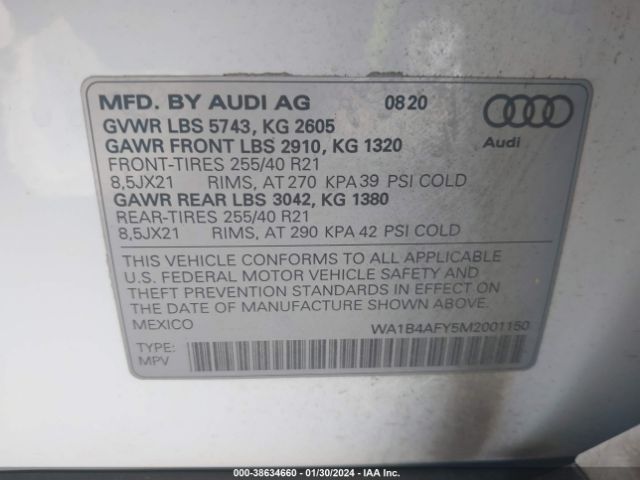 MFD. BY AUDI AG 08 20
GVWR LBS 5743, KG 2605
GAWR FRONT LBS 2910, KG 1320
FRONT-TIRES 255/40 R21
8,5JX21 RIMS, AT 270 KPA 39 PSI COLD
GAWR REAR LBS 3042, KG 1380
REAR-TIRES 255/40 R21
8,5JX21 RIMS, AT 290 KPA 42 PSI COLD
Audi
THIS VEHICLE CONFORMS TO ALL APPLICABLE
U.S. FEDERAL MOTOR VEHICLE SAFETY AND
THEFT PREVENTION STANDARDS IN EFFECT ON THE
DATE OF MANUFACTURE SHOWN ABOVE.
MEXICO WA1B4AFY5M2001150
TYPE:
MPV
000-38634660 - 01/30/2024 - IAA Inc.